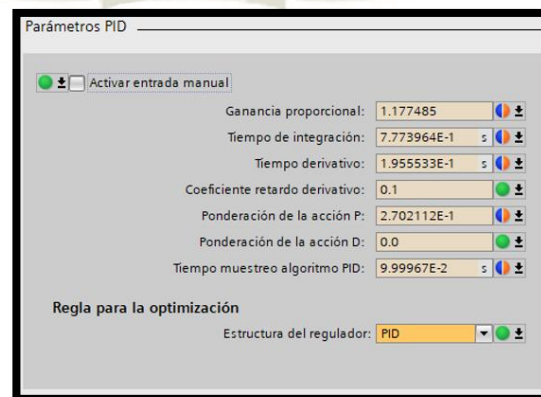 Parámetros PID
Activar entrada manual
Ganancia proporcional: 1.177485
Tiempo de integración: 7.773964E-1 s
Tiempo derivativo: 1.955533E-1 s
Coeficiente retardo derivativo: 0.1
Ponderación de la acción P: 2.702112E-1
Ponderación de la acción D: 0.0
Tiempo muestreo algoritmo PID: 9.99967E-2 s
Regla para la optimización
Estructura del regulador: PID